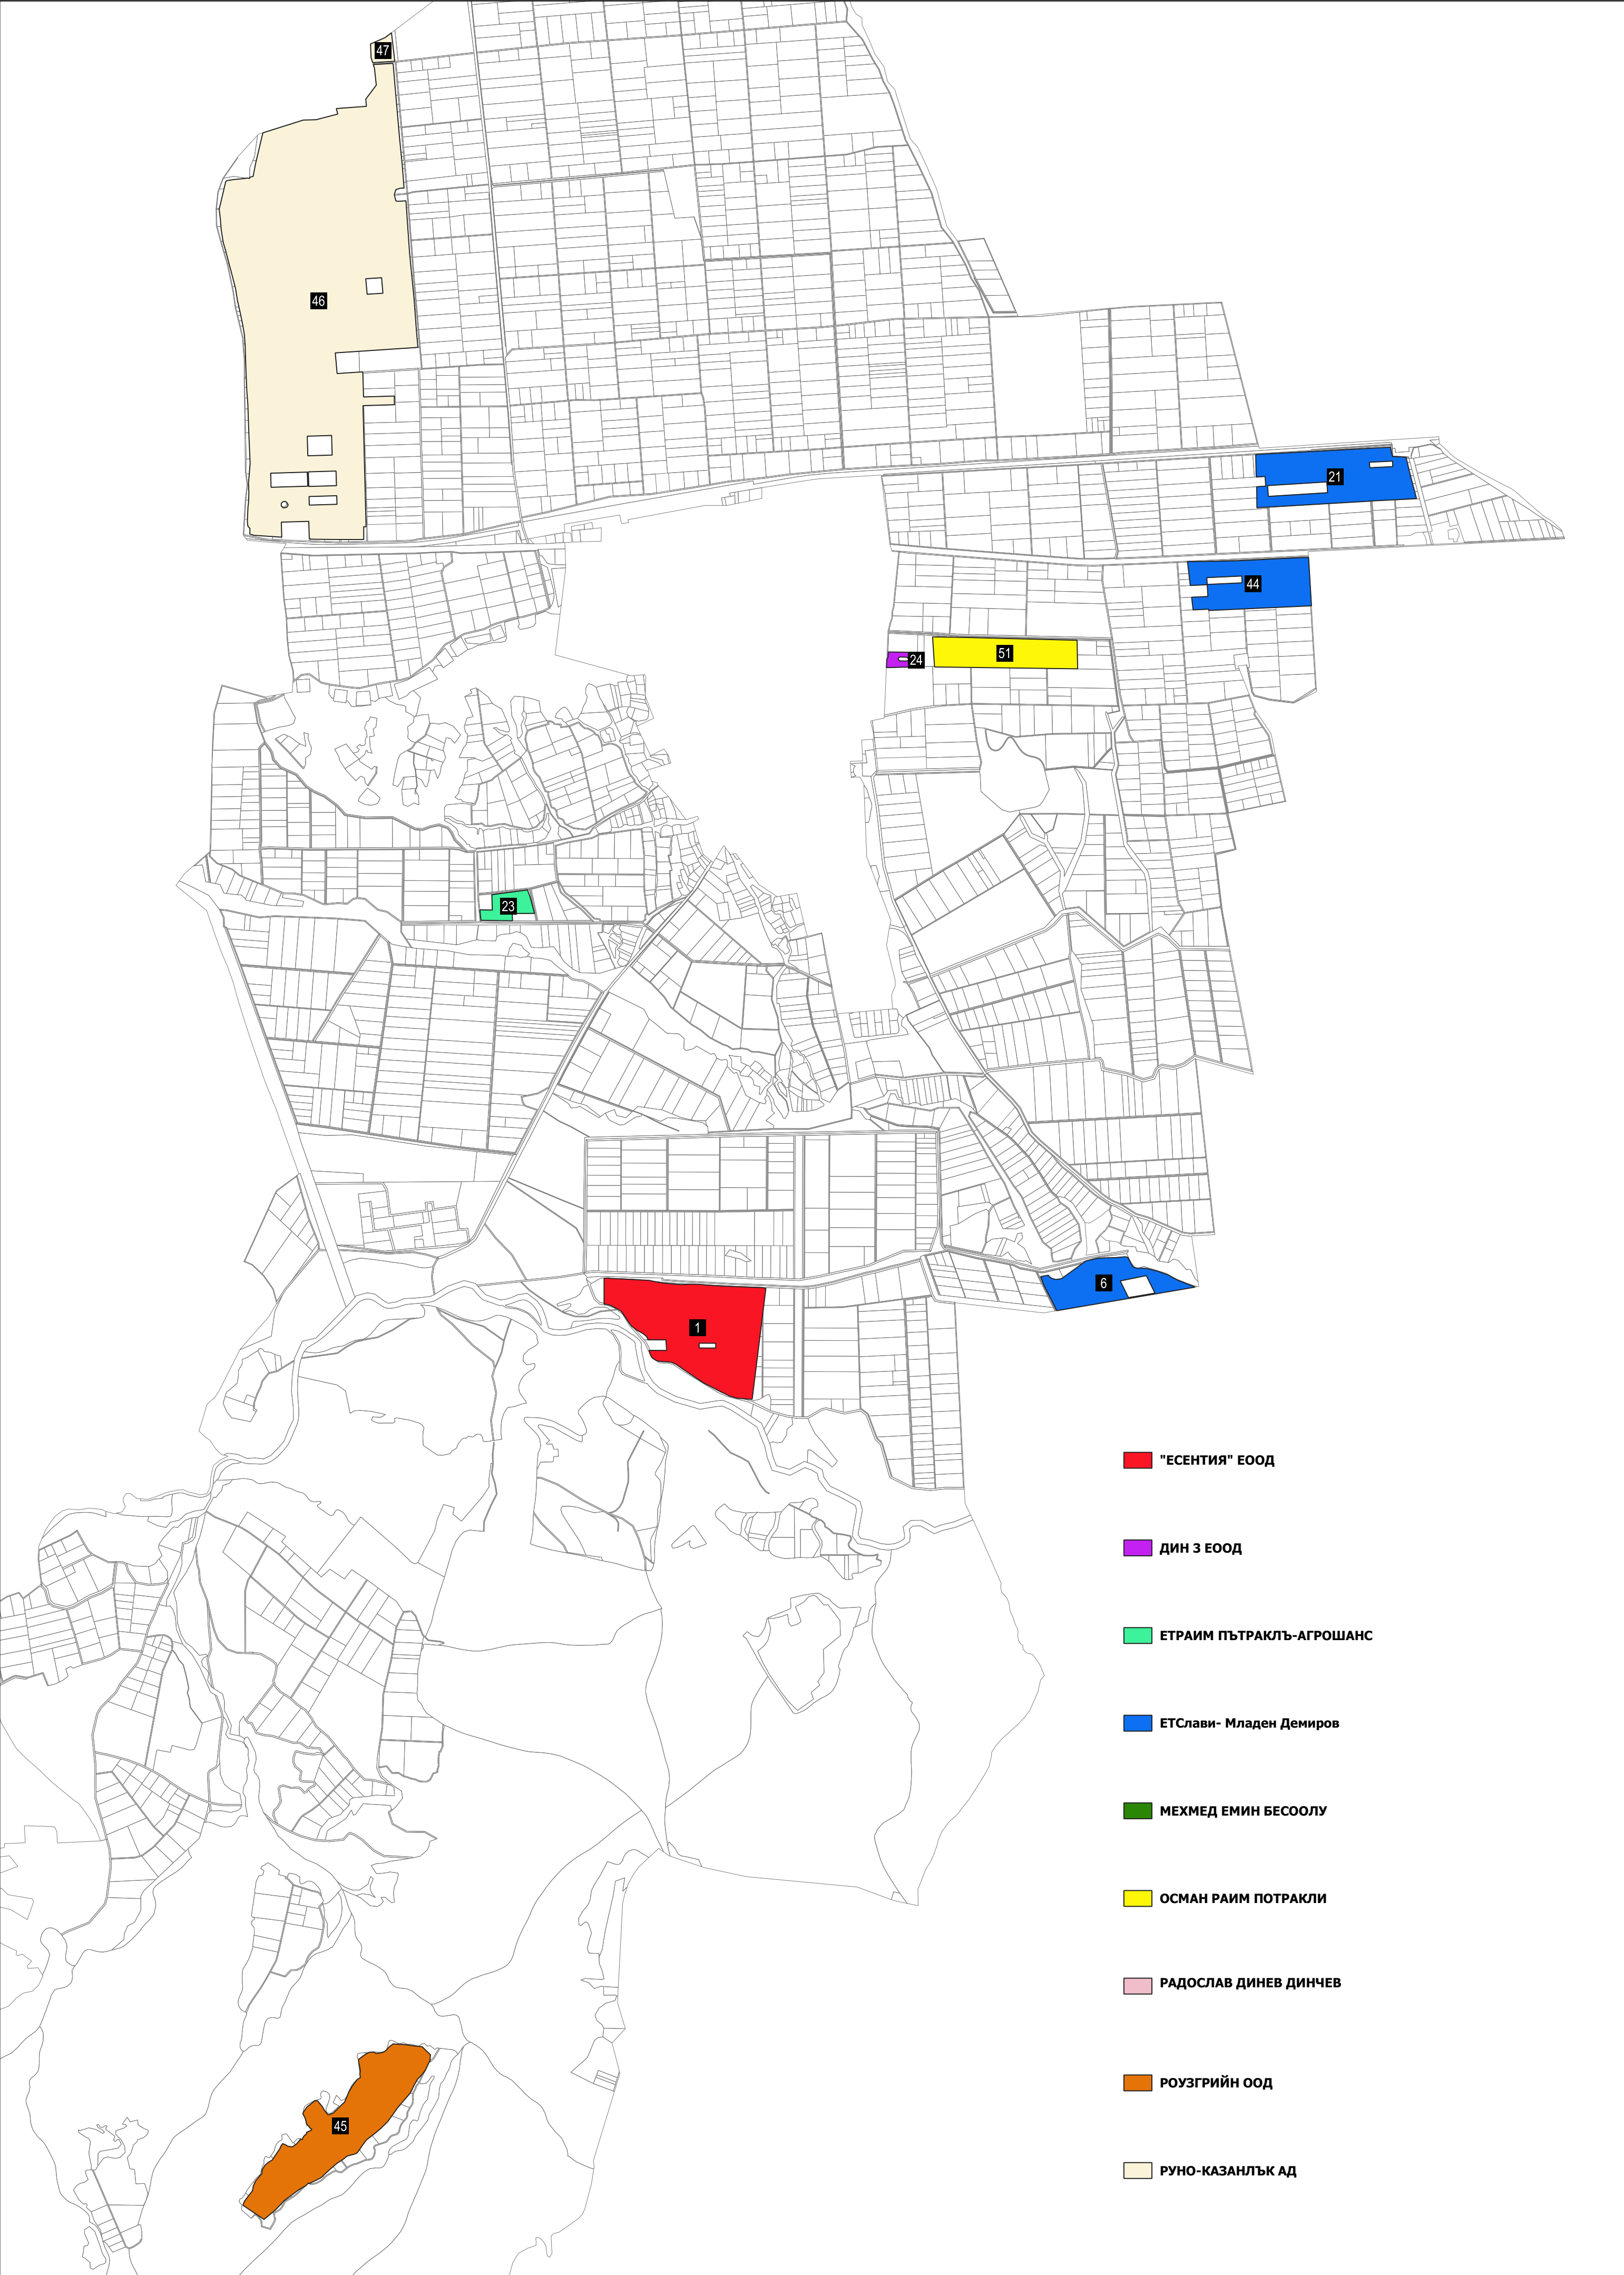 47
46
21
44
24
51
23
6
1
"ЕСЕНТИЯ" ЕООД
ДИН 3 ЕООД
ЕТРАИМ ПЪТРАКЛЪ-АГРОШАНС
ЕТСлави- Младен Демиров
МЕХМЕД ЕМИН БЕСООЛУ
ОСМАН РАИМ ПОТРАКЛИ
РАДОСЛАВ ДИНЕВ ДИНЧЕВ
РОУЗГРИЙН ООД
45
РУНО-КАЗАНЛЪК АД